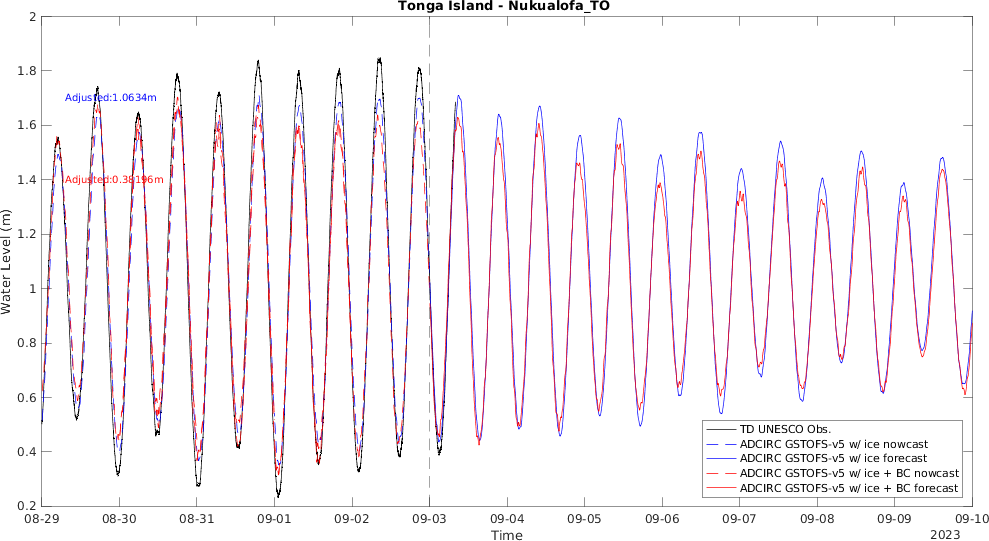 Tonga Island - Nukualofa_TO
2
1.8
1.6
1.4
1.2
1
0.8
0.6
0.4
0.2
Water Level (m)
Adjusted:1.0634m
Adjusted:0.38196m
TD UNESCO Obs.
ADCIRC GSTOFS-v5 w/ ice nowcast
ADCIRC GSTOFS-v5 w/ ice forecast
ADCIRC GSTOFS-v5 w/ ice + BC nowcast
ADCIRC GSTOFS-v5 w/ ice + BC forecast
08-29 08-30 08-31 09-01 09-02 09-03 09-04 09-05 09-06 09-07 09-08 09-09 09-10
Time
2023